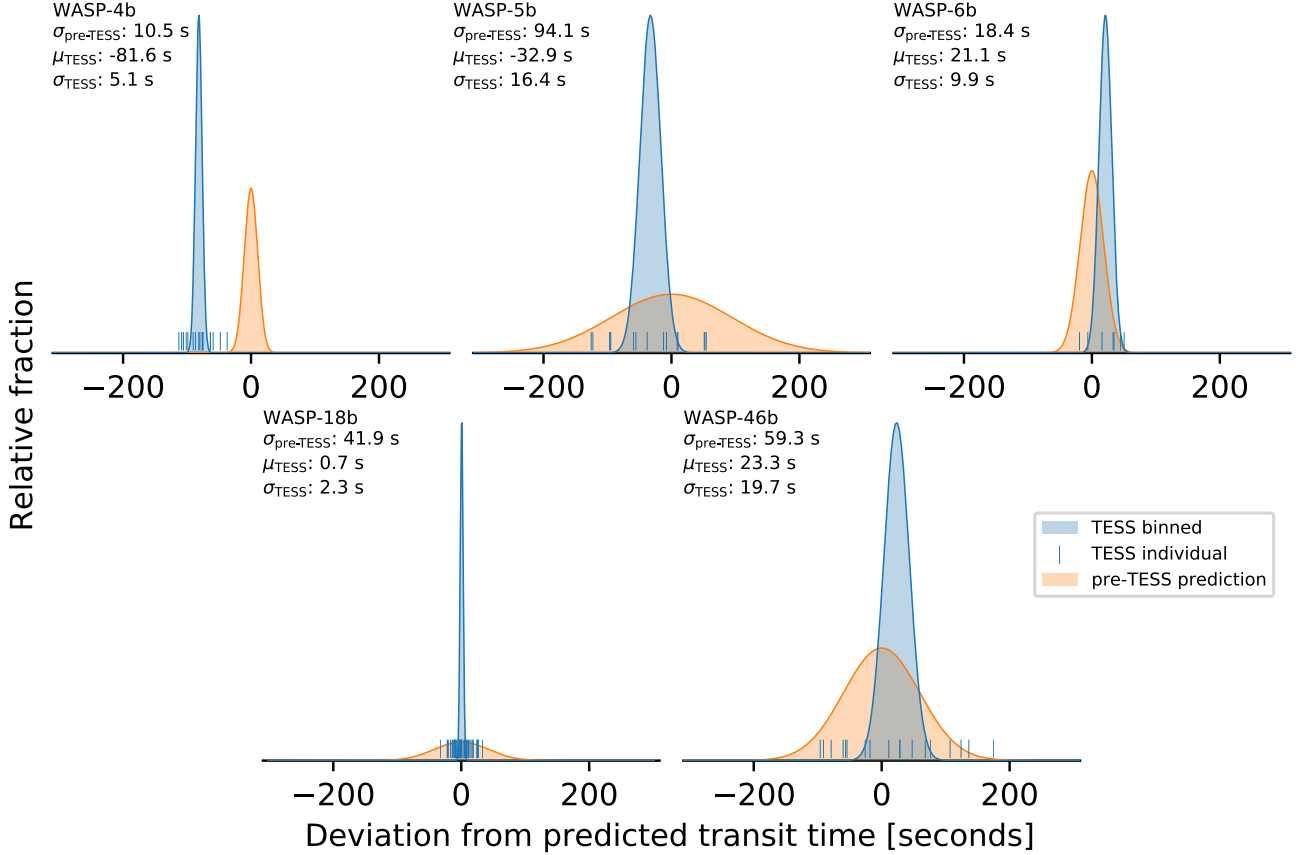 WASP-4b
σpre-TESS: 10.5 s
μTESS: -81.6 s
σTESS: 5.1 s
WASP-5b
σpre-TESS: 94.1 s
μTESS: -32.9 s
σTESS: 16.4 s
WASP-6b
σpre-TESS: 18.4 s
μTESS: 21.1 s
σTESS: 9.9 s
−200 0 200
−200 0 200
−200 0 200
WASP-18b
σpre-TESS: 41.9 s
μTESS: 0.7 s
σTESS: 2.3 s
WASP-46b
σpre-TESS: 59.3 s
μTESS: 23.3 s
σTESS: 19.7 s
TESS binned
TESS individual
pre-TESS prediction
−200 0 200
−200 0 200
Relative fraction
Deviation from predicted transit time [seconds]